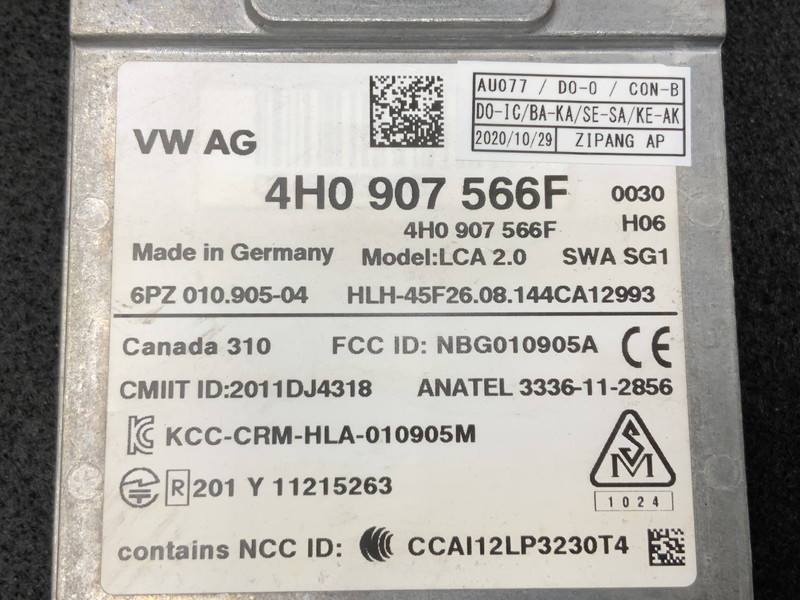 AU077 / DO-O / CON-B
DO-IC/BA-KA/SE-SA/KE-AK
2020/10/29 ZIPANG AP
VW AG
4H0 907 566F 0030
4H0 907 566F H06
Made in Germany Model:LCA 2.0 SWA SG1
6PZ 010.905-04 HLH-45F26.08.144CA12993
Canada 310 FCC ID: NBG010905A CE
CMIIT ID:2011DJ4318 ANATEL 3336-11-2856
KCC-CRM-HLA-010905M
SM
1024
R 201 Y 11215263
contains NCC ID: CCAI12LP3230T4